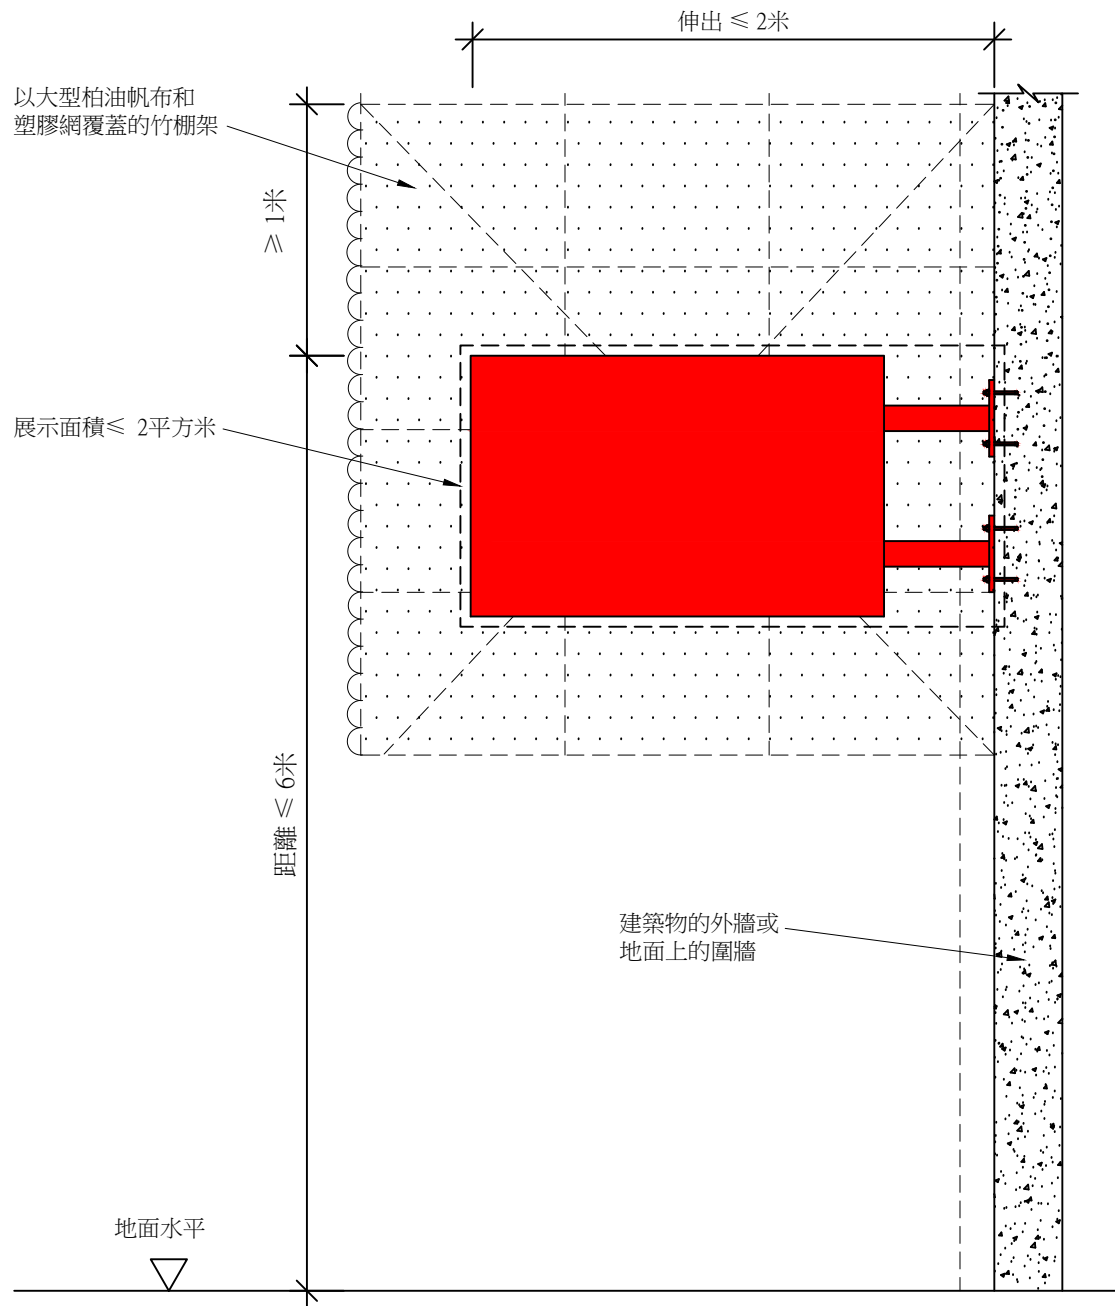 伸出 ≤ 2米
以大型柏油帆布和
塑膠網覆蓋的竹棚架
≥ 1米
展示面積≤ 2平方米
距離 ≤ 6米
建築物的外牆或
地面上的圍牆
地面水平